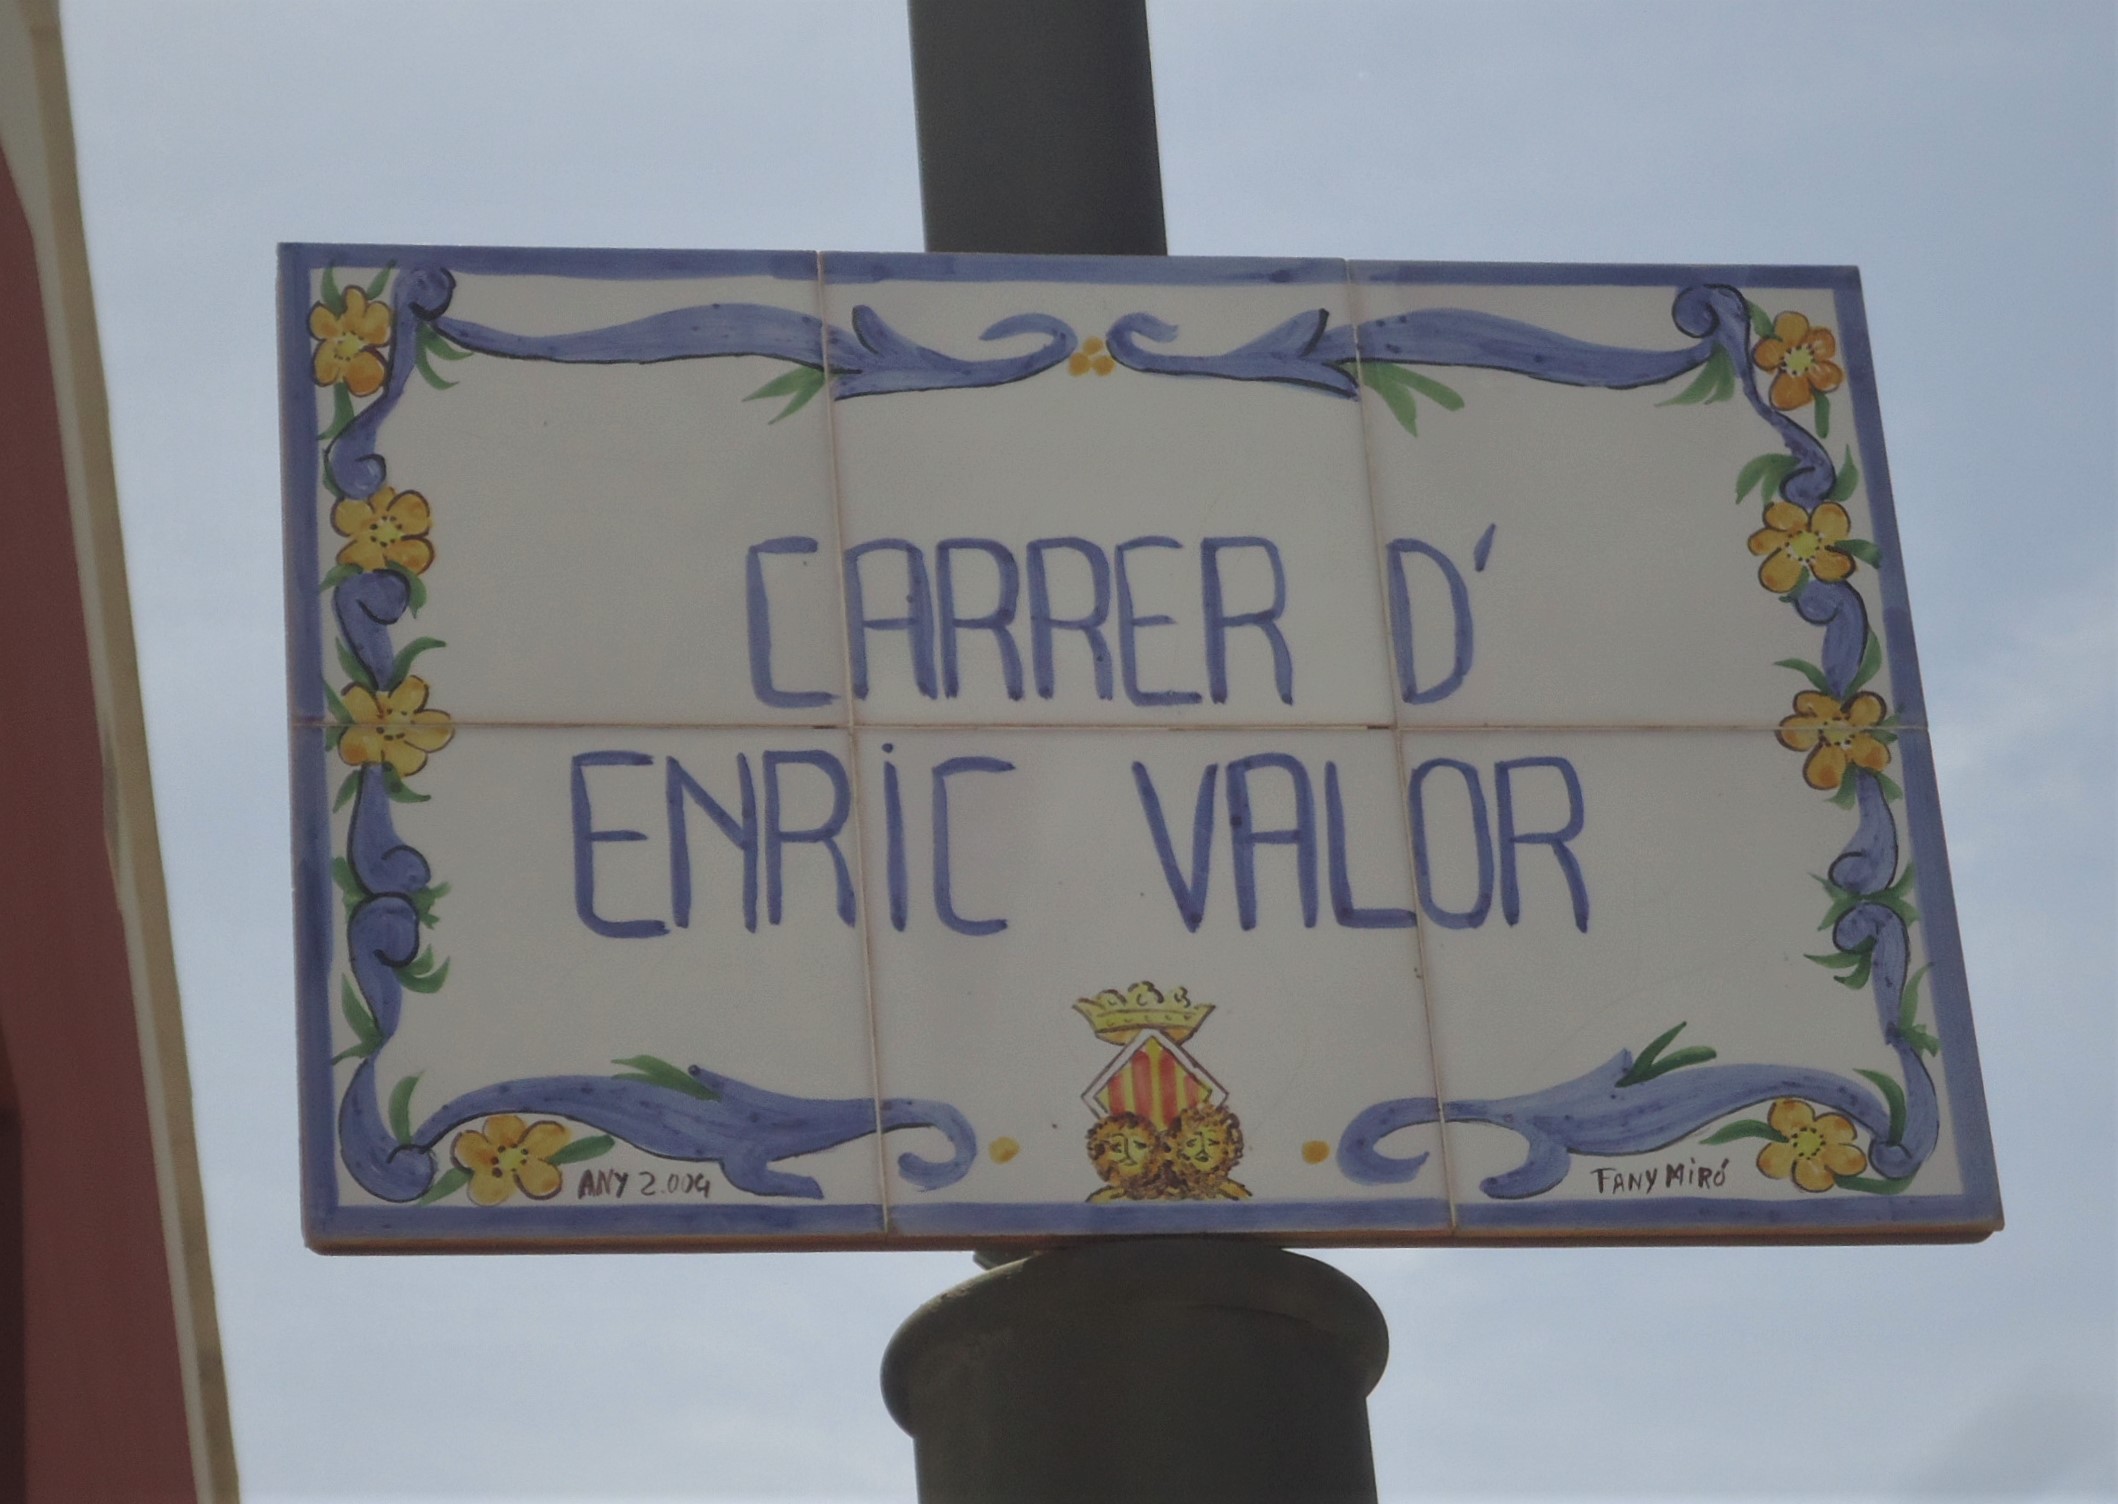 CARRER D'
ENRIC VALOR
ANY 2.004
FANY MIRÓ